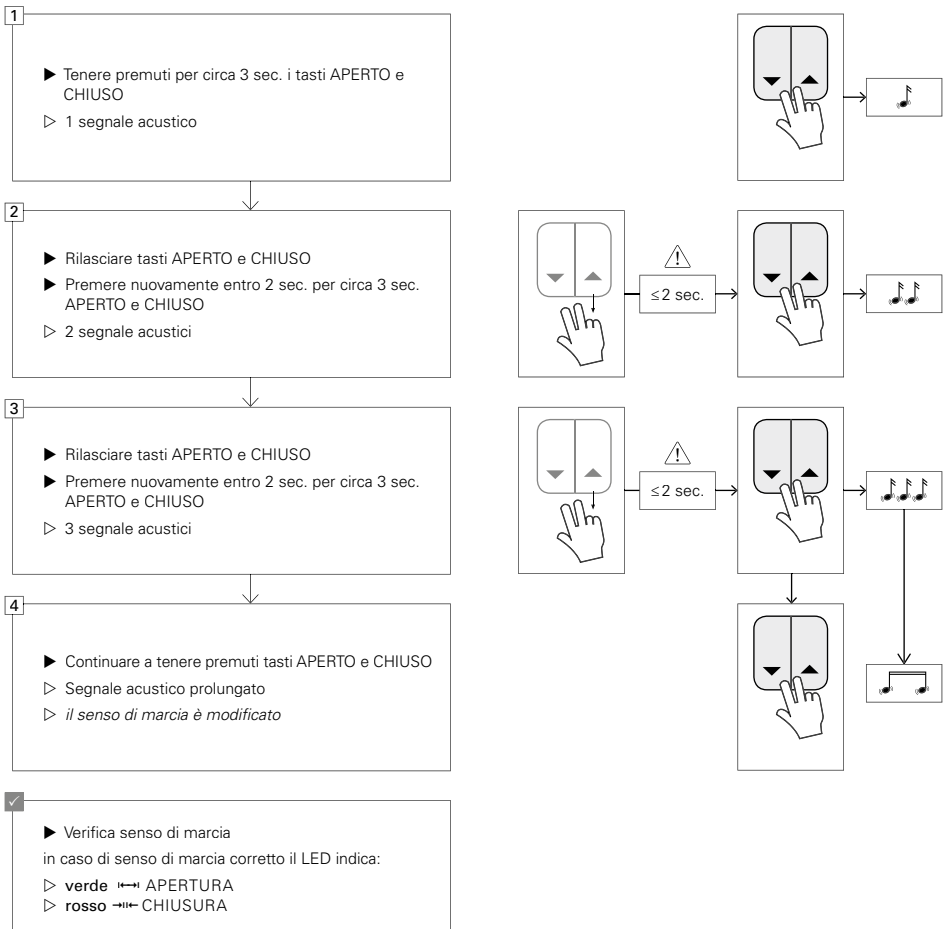 1
▶ Tenere premuti per circa 3 sec. i tasti APERTO e
CHIUSO
▷ 1 segnale acustico
2
▶ Rilasciare tasti APERTO e CHIUSO
▶ Premere nuovamente entro 2 sec. per circa 3 sec.
APERTO e CHIUSO
▷ 2 segnale acustici
≤2 sec.
3
▶ Rilasciare tasti APERTO e CHIUSO
▶ Premere nuovamente entro 2 sec. per circa 3 sec.
APERTO e CHIUSO
▷ 3 segnale acustici
≤2 sec.
4
▶ Continuare a tenere premuti tasti APERTO e CHIUSO
▷ Segnale acustico prolungato
▷ il senso di marcia è modificato
✓
▶ Verifica senso di marcia
in caso di senso di marcia corretto il LED indica:
▷ verde APERTURA
▷ rosso CHIUSURA